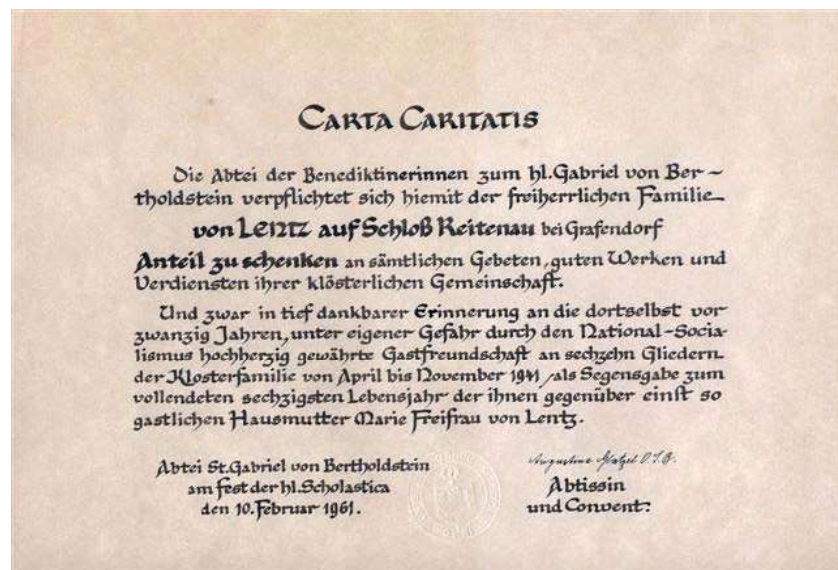 CARTA CARITATIS
Die Abtei der Benediktinerinnen zum hl. Gabriel von Ber-
tholdstein verpflichtet sich hiemit der freiherrlichen Familie
von LENTZ auf Schloß Reitenau bei Grafendorf
Anteil zu schenken an sämtlichen Gebeten, guten Werken und
Verdiensten ihrer klösterlichen Gemeinschaft.
Und zwar in tief dankbarer Erinnerung an die dortselbst vor
zwanzig Jahren, unter eigener Gefahr durch den National-Socia-
lismus hochherzig gewährte Gastfreundschaft an sechzehn Gliedern
der Klosterfamilie von April bis November 1941, als Segensgabe zum
vollendeten sechzigsten Lebensjahr der ihnen gegenüber einst so
gastlichen Hausmutter Marie Freifrau von Lentz.
Abtei St. Gabriel von Bertholdstein
am Fest der hl. Scholastica
den 10. Februar 1961.
Augustina O.S.B.
Äbtissin
und Convent: